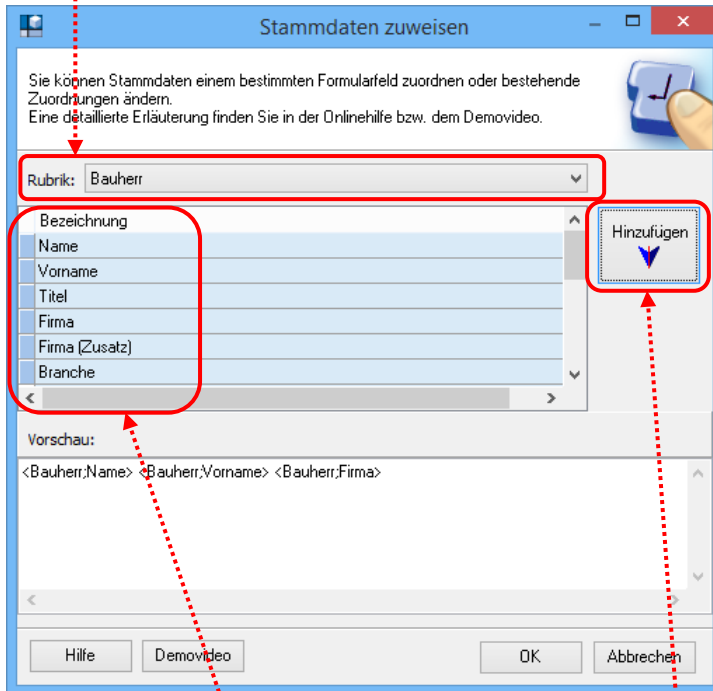 Stammdaten zuweisen
Sie können Stammdaten einem bestimmten Formularfeld zuordnen oder bestehende
Zuordnungen ändern.
Eine detaillierte Erläuterung finden Sie in der Onlinehilfe bzw. dem Demovideo.
Rubrik: Bauherr
Bezeichnung
Name
Vorname
Titel
Firma
Firma (Zusatz)
Branche
Hinzufügen
Vorschau:
<Bauherr;Name> <Bauherr;Vorname> <Bauherr;Firma>
Hilfe Demovideo OK Abbrechen